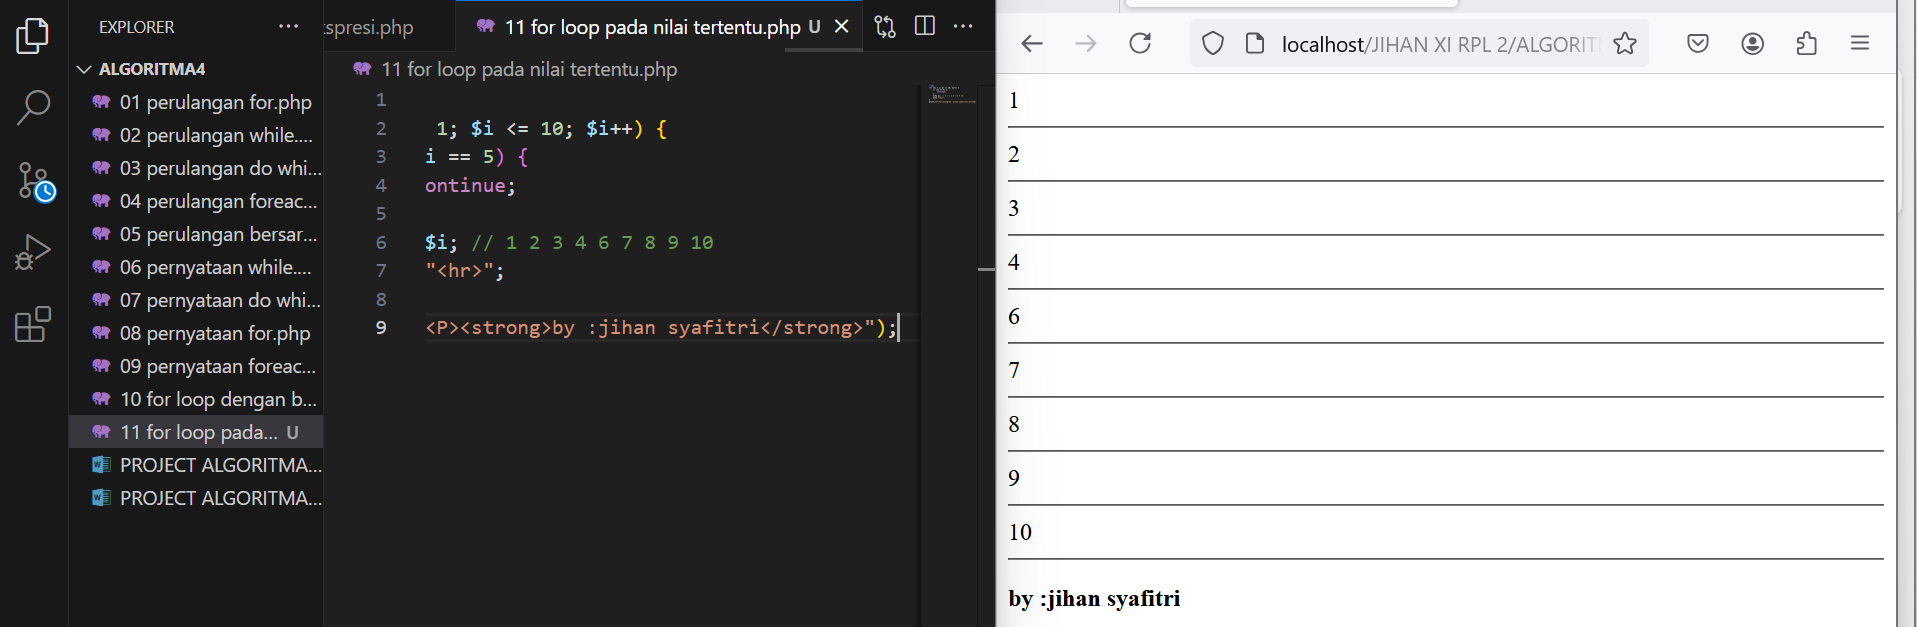 EXPLORER
ALGORITMA4
01 perulangan for.php
02 perulangan while....
03 perulangan do whi...
04 perulangan foreac...
05 perulangan bersar...
06 pernyataan while....
07 pernyataan do whi...
08 pernyataan for.php
09 pernyataan foreac...
10 for loop dengan b...
11 for loop pada... U
PROJECT ALGORITMA...
PROJECT ALGORITMA...
spresi.php
11 for loop pada nilai tertentu.php U
11 for loop pada nilai tertentu.php
1
2 1; $i <= 10; $i++) {
3 i == 5) {
4 ontinue;
5
6 $i; // 1 2 3 4 6 7 8 9 10
7 "<hr>";
8
9 <P><strong>by :jihan syafitri</strong>");
localhost/JIHAN XI RPL 2/ALGORIT
1
2
3
4
6
7
8
9
10
by :jihan syafitri